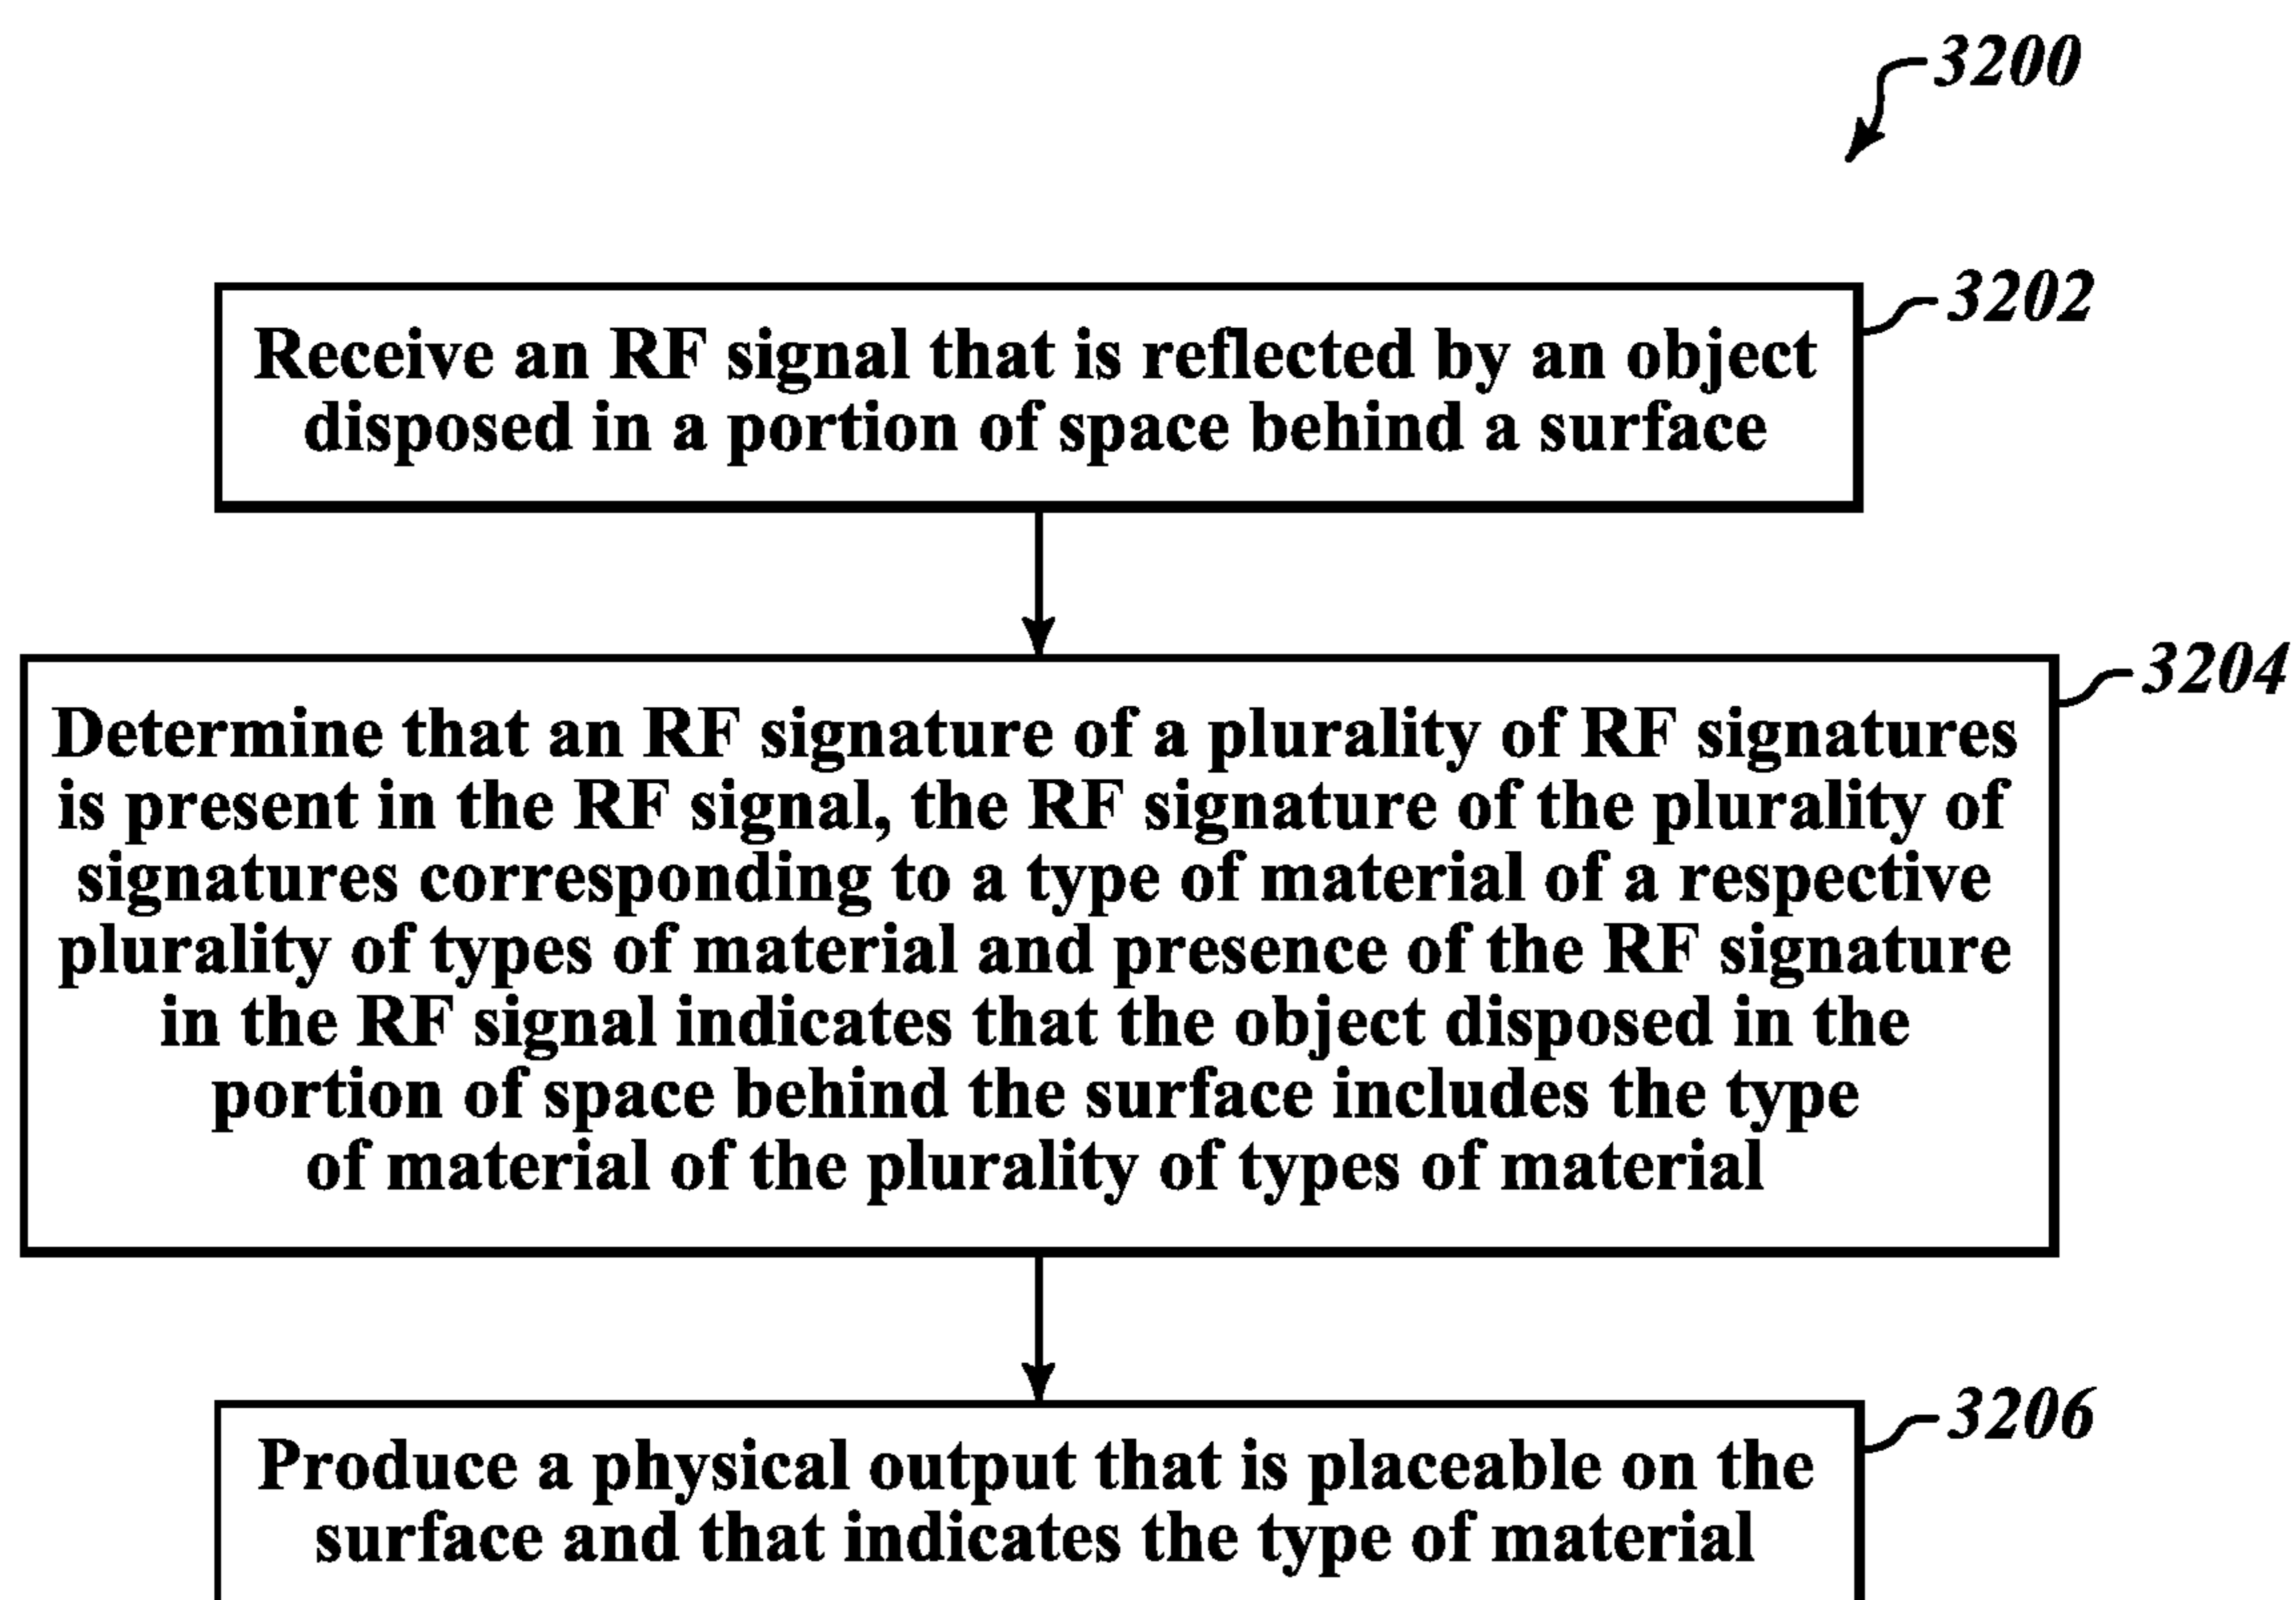 3200
3202
Receive an RF signal that is reflected by an object
disposed in a portion of space behind a surface
3204
Determine that an RF signature of a plurality of RF signatures
is present in the RF signal, the RF signature of the plurality of
signatures corresponding to a type of material of a respective
plurality of types of material and presence of the RF signature
in the RF signal indicates that the object disposed in the
portion of space behind the surface includes the type
of material of the plurality of types of material
3206
Produce a physical output that is placeable on the
surface and that indicates the type of material